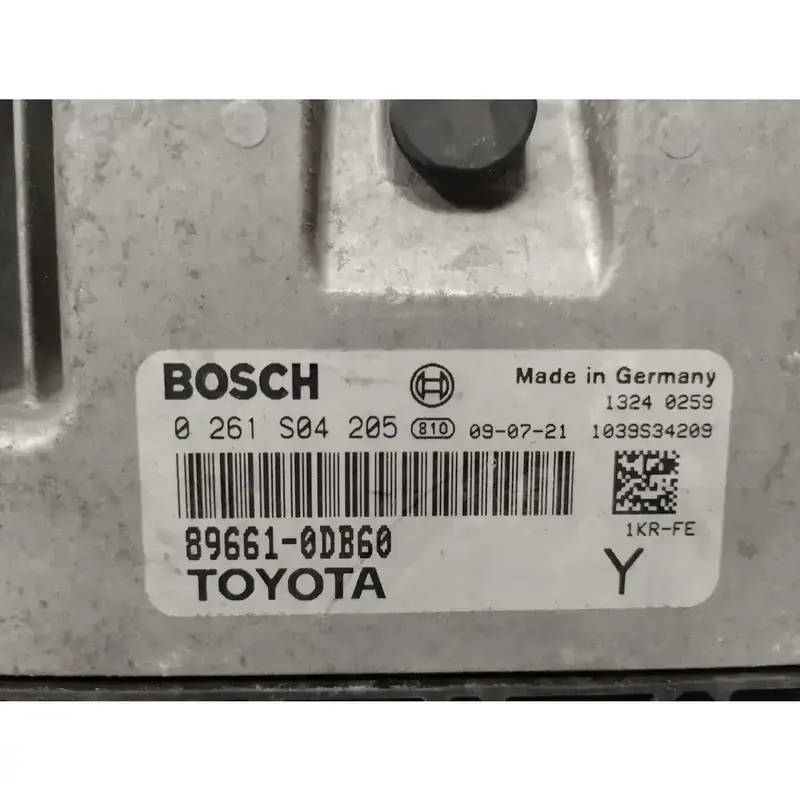 BOSCH Made in Germany
1324 0259
0 261 S04 205 810 09-07-21 1039S34209
89661-0DB60 1KR-FE
TOYOTA Y